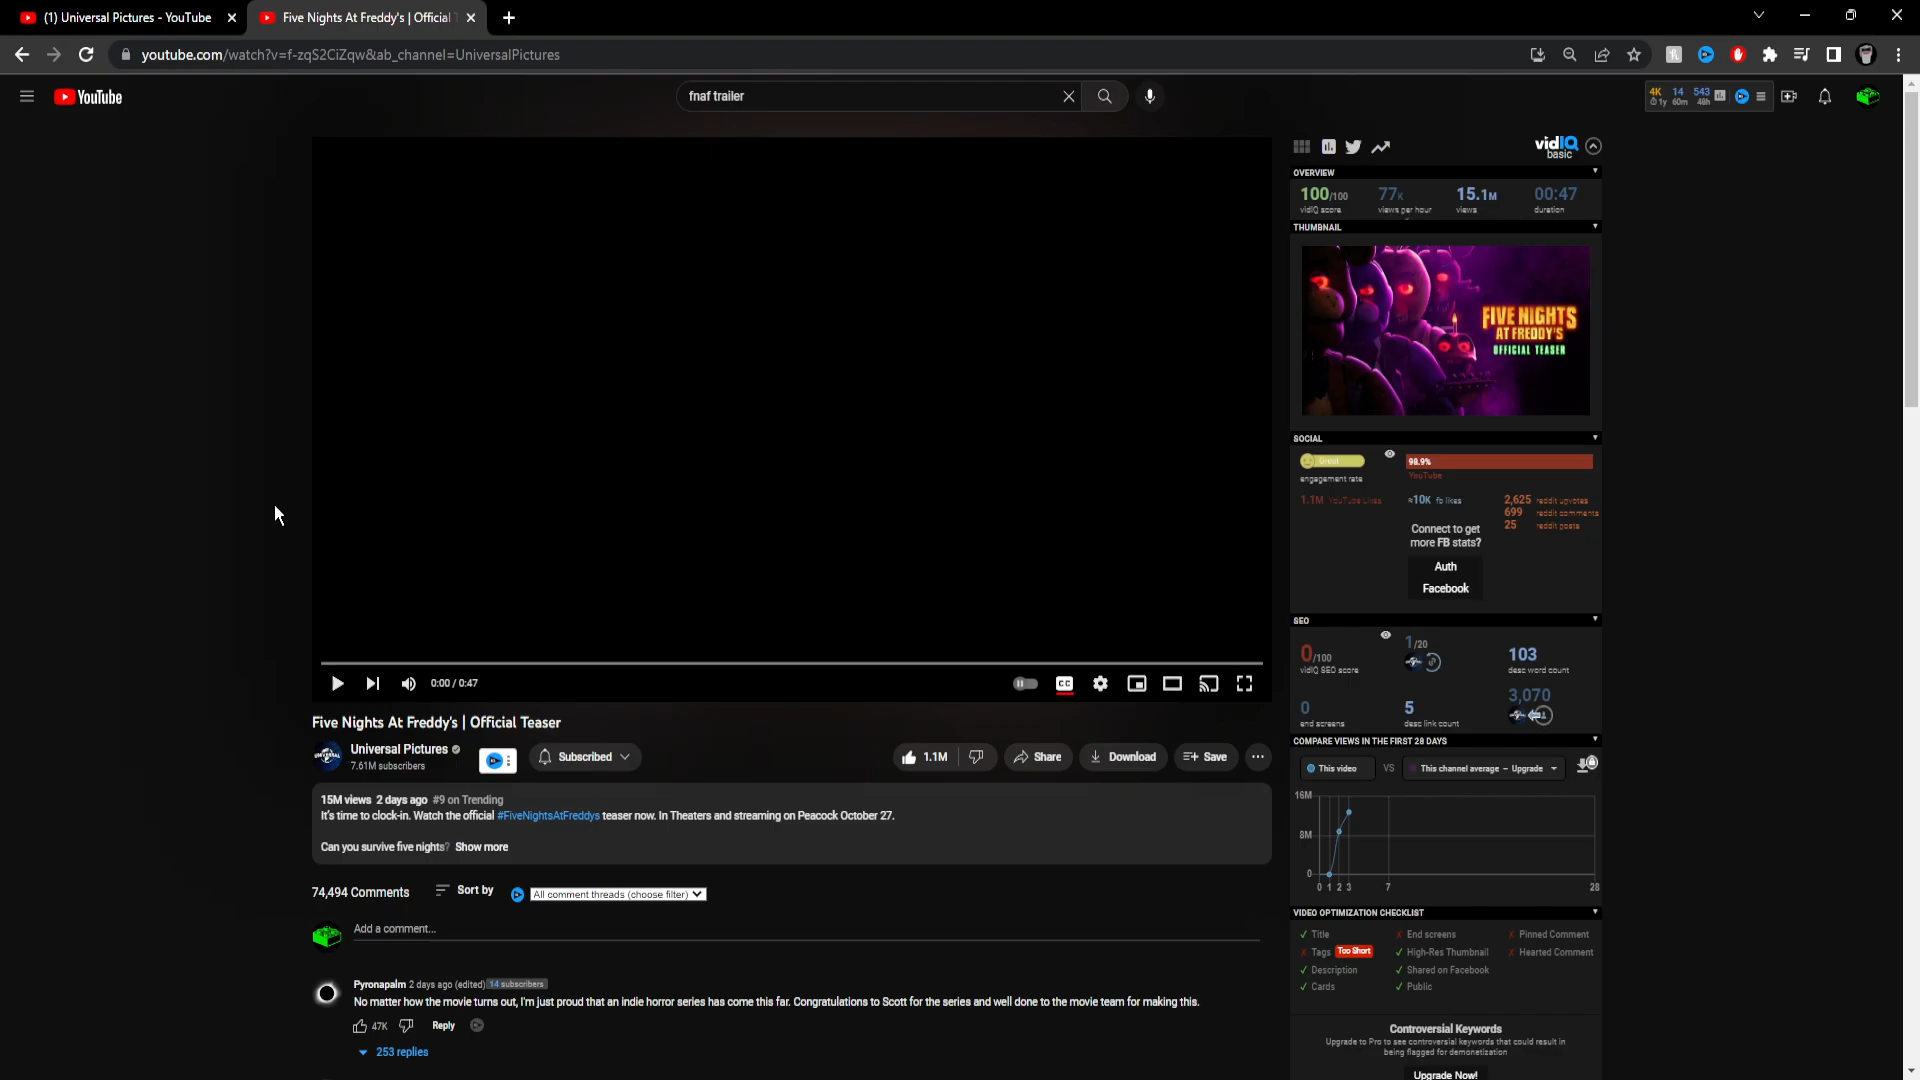 (1) Universal Pictures - YouTube
Five Nights At Freddy's | Official
youtube.com/watch?v=f-zqS2CiZqw&ab_channel=UniversalPictures
YouTube
fnaf trailer
4K 14 543
1y 60m 48h
vidIQ
basic
OVERVIEW
100/100 77K 15.1M 00:47
vidIQ score views per hour views duration
THUMBNAIL
FIVE NIGHTS
AT FREDDY'S
OFFICIAL TEASER
SOCIAL
Great 98.9%
engagement rate YouTube
1.1M YouTube Likes ≈10K fb likes 2,625 reddit upvotes
699 reddit comments
25 reddit posts
Connect to get
more FB stats?
Auth
Facebook
SEO
0/100 1/20 103
vidIQ SEO score desc word count
0 5 3,070
end screens desc link count
COMPARE VIEWS IN THE FIRST 28 DAYS
This video VS This channel average – Upgrade
16M
8M
0
0 1 2 3 7 28
VIDEO OPTIMIZATION CHECKLIST
✓ Title ✗ End screens ✗ Pinned Comment
✗ Tags Too Short ✓ High-Res Thumbnail ✗ Hearted Comment
✓ Description ✓ Shared on Facebook
✓ Cards ✓ Public
Controversial Keywords
Upgrade to Pro to see controversial keywords that could result in
being flagged for demonetization
Upgrade Now!
0:00 / 0:47
CC
Five Nights At Freddy's | Official Teaser
UNIVERSAL
Universal Pictures
7.61M subscribers
Subscribed
1.1M Share Download Save
15M views 2 days ago #9 on Trending
It's time to clock-in. Watch the official #FiveNightsAtFreddys teaser now. In Theaters and streaming on Peacock October 27.
Can you survive five nights? Show more
74,494 Comments Sort by All comment threads (choose filter)
Add a comment...
Pyronapalm 2 days ago (edited) 14 subscribers
No matter how the movie turns out, I'm just proud that an indie horror series has come this far. Congratulations to Scott for the series and well done to the movie team for making this.
47K Reply
253 replies